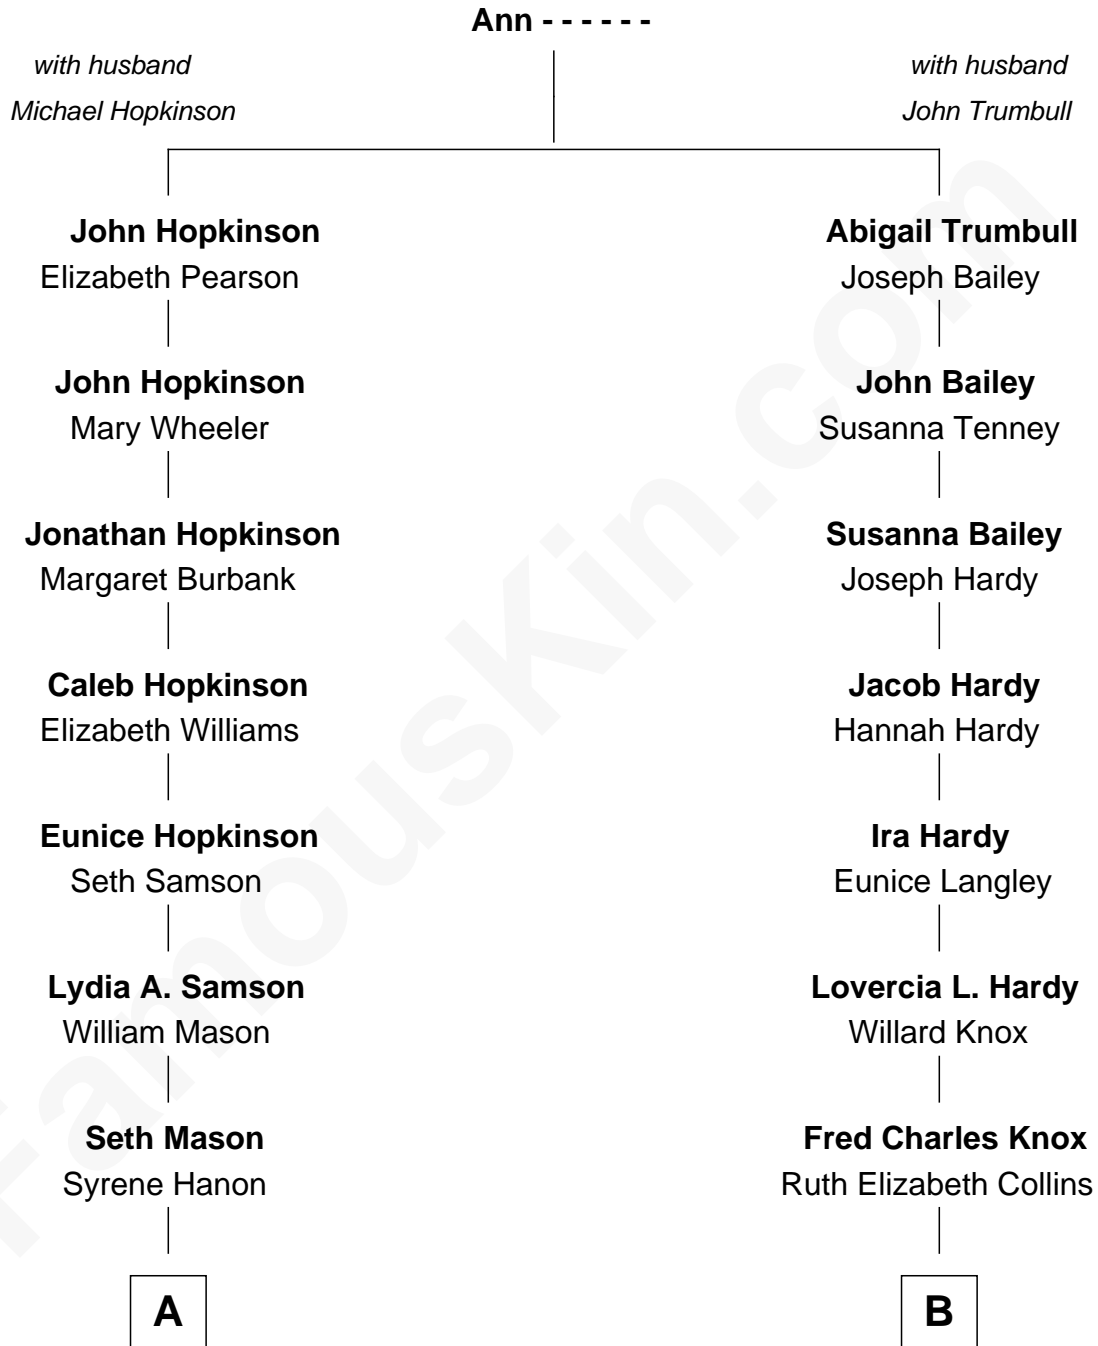 Ann - - - - - -
with husband
Michael Hopkinson
with husband
John Trumbull
John Hopkinson
Elizabeth Pearson
Abigail Trumbull
Joseph Bailey
John Hopkinson
Mary Wheeler
John Bailey
Susanna Tenney
Jonathan Hopkinson
Margaret Burbank
Susanna Bailey
Joseph Hardy
Caleb Hopkinson
Elizabeth Williams
Jacob Hardy
Hannah Hardy
Eunice Hopkinson
Seth Samson
Ira Hardy
Eunice Langley
Lydia A. Samson
William Mason
Lovercia L. Hardy
Willard Knox
Seth Mason
Syrene Hanon
Fred Charles Knox
Ruth Elizabeth Collins
A
B
FamousKin.com